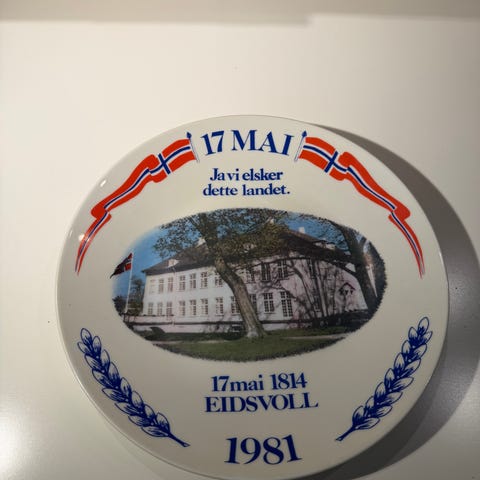 17 MAI
Ja vi elsker
dette landet.
17 mai 1814
EIDSVOLL
1981